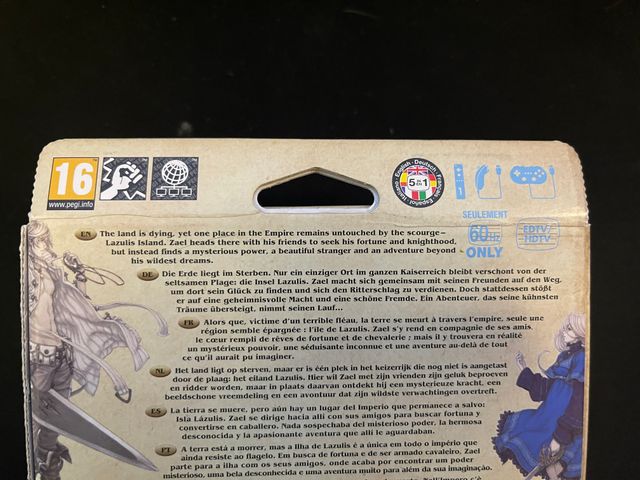 16
www.pegi.info
English · Deutsch · Français
Español · Italiano
5 in 1
1
SEULEMENT
60Hz
ONLY
EDTV/
HDTV
EN The land is dying, yet one place in the Empire remains untouched by the scourge—
Lazulis Island. Zael heads there with his friends to seek his fortune and knighthood,
but instead finds a mysterious power, a beautiful stranger and an adventure beyond
his wildest dreams.
DE Die Erde liegt im Sterben. Nur ein einziger Ort im ganzen Kaiserreich bleibt verschont von der
seltsamen Plage: die Insel Lazulis. Zael macht sich gemeinsam mit seinen Freunden auf den Weg,
um dort sein Glück zu finden und sich den Ritterschlag zu verdienen. Doch stattdessen stößt
er auf eine geheimnisvolle Macht und eine schöne Fremde. Ein Abenteuer, das seine kühnsten
Träume übersteigt, nimmt seinen Lauf...
FR Alors que, victime d'un terrible fléau, la terre se meurt à travers l'empire, seule une
région semble épargnée : l'île de Lazulis. Zael s'y rend en compagnie de ses amis,
le cœur rempli de rêves de fortune et de chevalerie ; mais il y trouvera en réalité
un mystérieux pouvoir, une séduisante inconnue et une aventure au-delà de tout
ce qu'il aurait pu imaginer.
NL Het land ligt op sterven, maar er is één plek in het keizerrijk die nog niet is aangetast
door de plaag: het eiland Lazulis. Hier wil Zael met zijn vrienden zijn geluk beproeven
en ridder worden, maar in plaats daarvan ontdekt hij een mysterieuze kracht, een
beeldschone vreemdeling en een avontuur dat zijn wildste verwachtingen overtreft.
ES La tierra se muere, pero aún hay un lugar del Imperio que permanece a salvo:
Isla Lázulis. Zael se dirige hacia allí con sus amigos para buscar fortuna y
convertirse en caballero. Nada sospechaba del misterioso poder, la hermosa
desconocida y la apasionante aventura que allí le aguardaban.
PT A terra está a morrer, mas a ilha de Lazulis é a única em todo o império que
ainda resiste ao flagelo. Em busca de fortuna e de ser armado cavaleiro, Zael
parte para a ilha com os seus amigos, onde acaba por encontrar um poder
misterioso, uma bela desconhecida e uma aventura muito para além da sua imaginação.